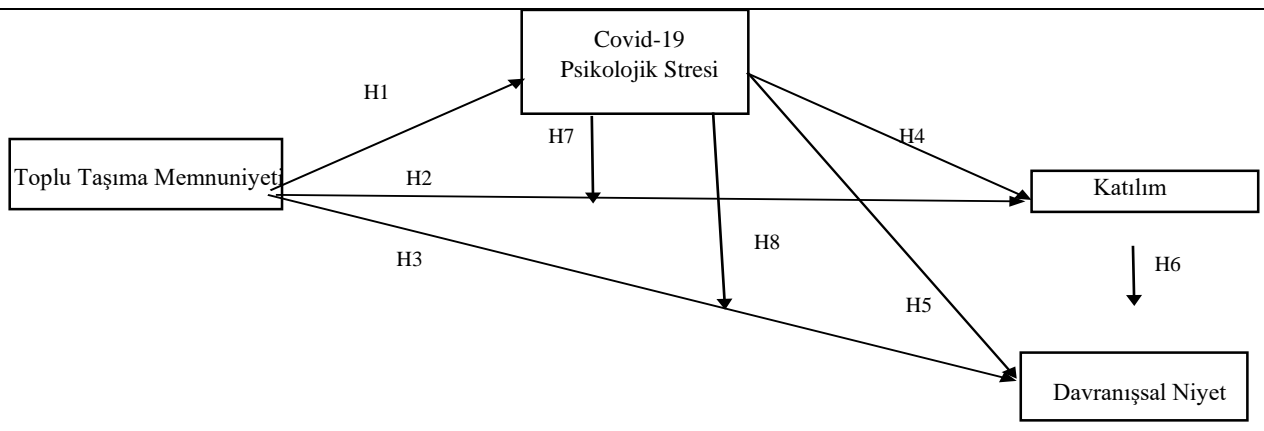 Covid-19
Psikolojik Stresi
H1
H7
H4
Toplu Taşıma Memnuniyeti
H2
Katılım
H8
H3
H6
H5
Davranışsal Niyet